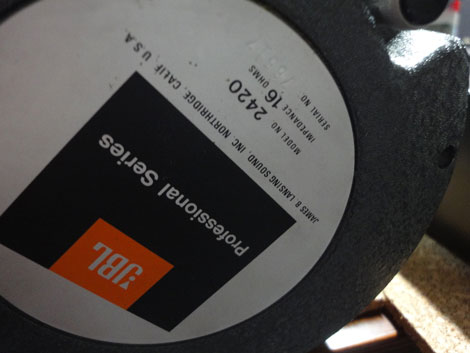 JBL
Professional Series
JAMES B LANSING SOUND, INC. NORTHRIDGE, CALIF. U.S.A.
MODEL NO 2420
IMPEDANCE 16 OHMS
SERIAL NO.